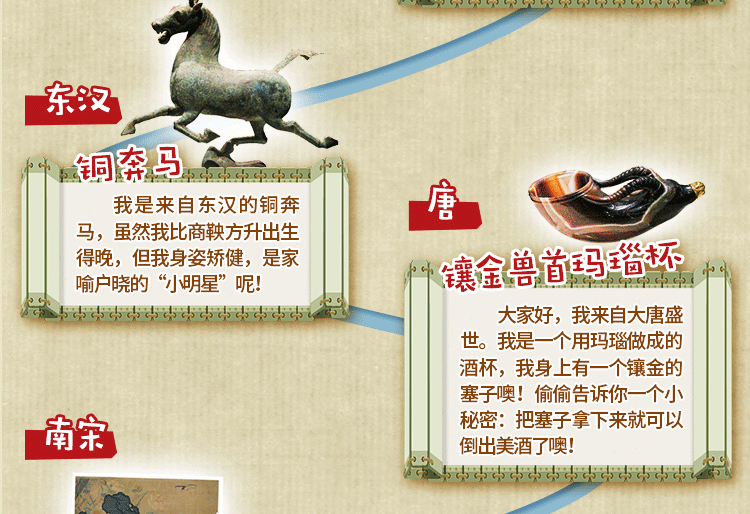 东汉
铜奔马
我是来自东汉的铜奔
马，虽然我比商鞅方升出生
得晚，但我身姿矫健，是家
喻户晓的“小明星”呢！
唐
镶金兽首玛瑙杯
大家好，我来自大唐盛
世。我是一个用玛瑙做成的
酒杯，我身上有一个镶金的
塞子噢！偷偷告诉你一个小
秘密：把塞子拿下来就可以
倒出美酒了噢！
南宋